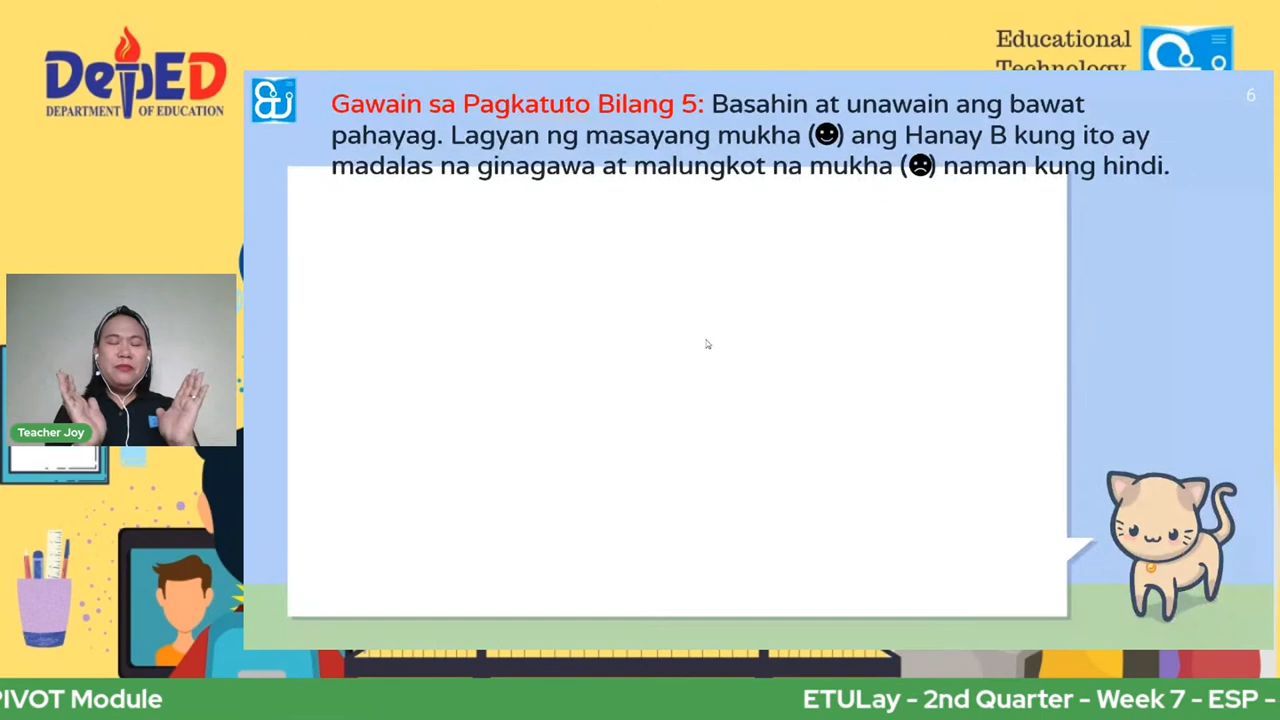 DepED
DEPARTMENT OF EDUCATION
Educational
Technology
6
Gawain sa Pagkatuto Bilang 5: Basahin at unawain ang bawat
pahayag. Lagyan ng masayang mukha (☻) ang Hanay B kung ito ay
madalas na ginagawa at malungkot na mukha (☹) naman kung hindi.
Teacher Joy
PIVOT Module
ETULay - 2nd Quarter - Week 7 - ESP -